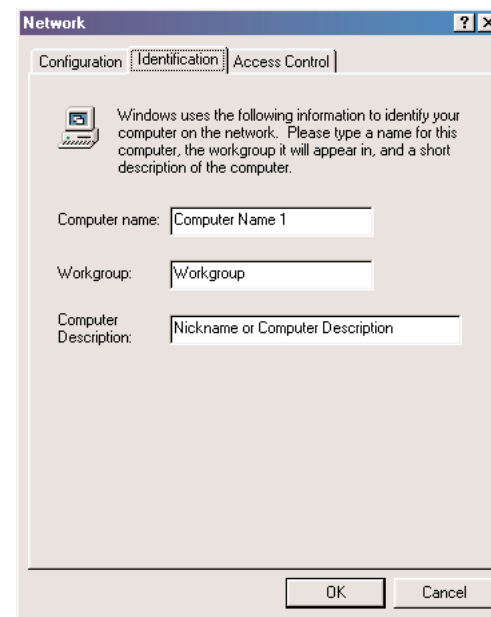 Network
Configuration Identification Access Control
Windows uses the following information to identify your
computer on the network. Please type a name for this
computer, the workgroup it will appear in, and a short
description of the computer.
Computer name: Computer Name 1
Workgroup: Workgroup
Computer
Description: Nickname or Computer Description
OK Cancel